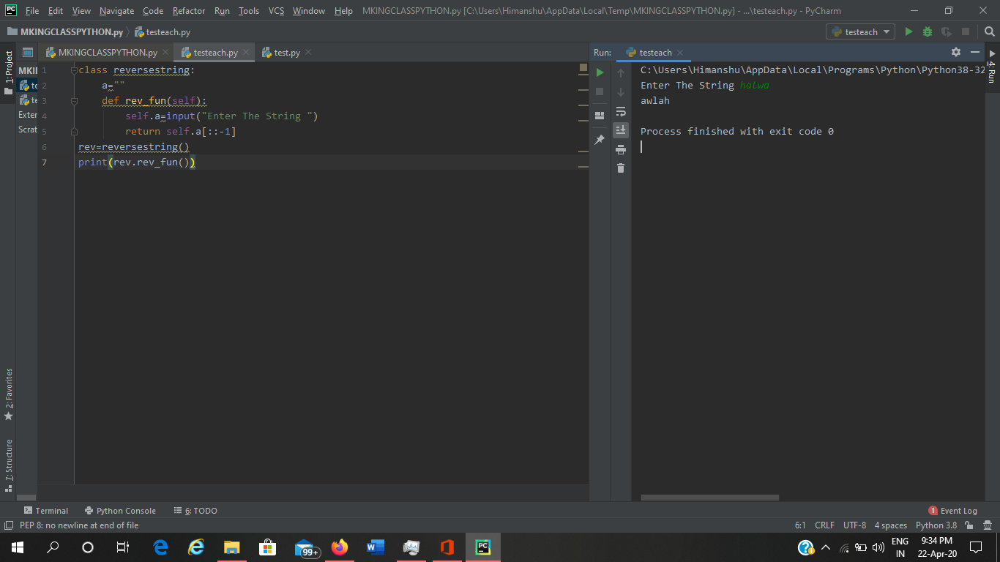 PC File Edit View Navigate Code Refactor Run Tools VCS Window Help MKINGCLASSPYTHON.py [C:\Users\Himanshu\AppData\Local\Temp\MKINGCLASSPYTHON.py] - ...\testeach.py - PyCharm
MKINGCLASSPYTHON.py testeach.py testeach
1: Project
MKINGCLASSPYTHON.py testeach.py test.py
MKI
te
te
Exter
Scrat
1 class reversestring:
2 a=""
3 def rev_fun(self):
4 self.a=input("Enter The String ")
5 return self.a[::-1]
6 rev=reversestring()
7 print(rev.rev_fun())
Run: testeach
4: Run
C:\Users\Himanshu\AppData\Local\Programs\Python\Python38-32
Enter The String halwa
awlah
Process finished with exit code 0
2: Favorites
7: Structure
Terminal Python Console 6: TODO 1 Event Log
PEP 8: no newline at end of file 6:1 CRLF UTF-8 4 spaces Python 3.8
99+ PC ENG 9:34 PM
IN 22-Apr-20